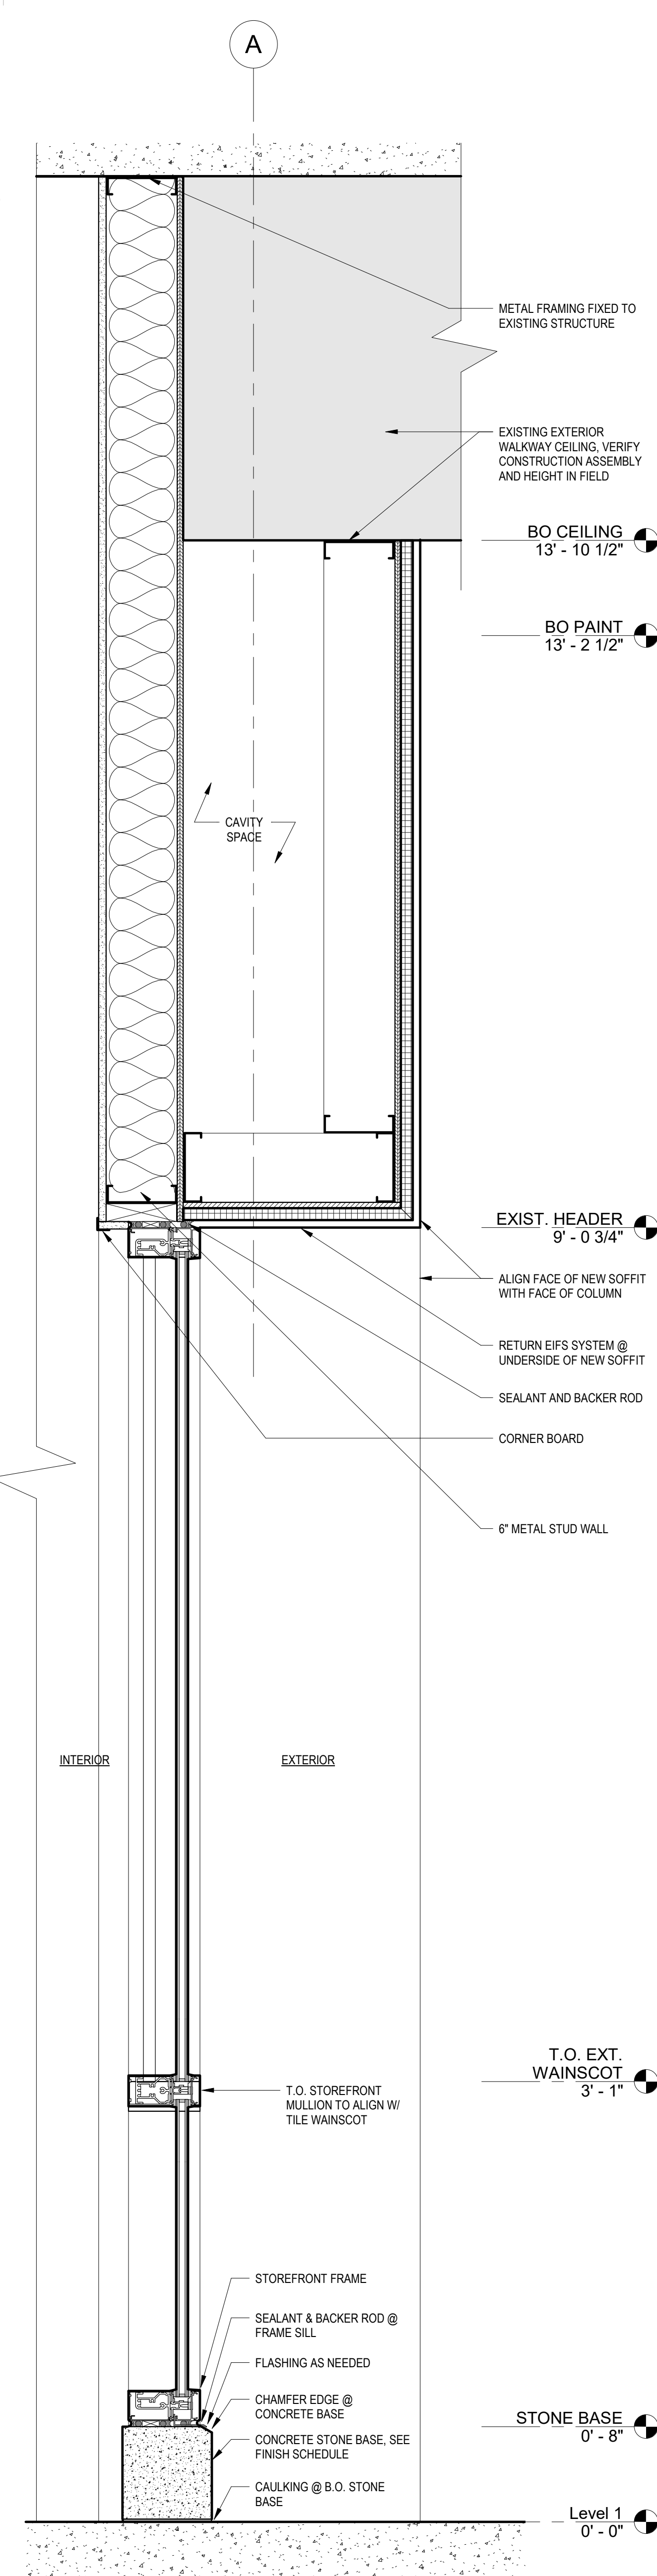 A
METAL FRAMING FIXED TO
EXISTING STRUCTURE
EXISTING EXTERIOR
WALKWAY CEILING, VERIFY
CONSTRUCTION ASSEMBLY
AND HEIGHT IN FIELD
BO CEILING
13' - 10 1/2"
BO PAINT
13' - 2 1/2"
CAVITY
SPACE
EXIST. HEADER
9' - 0 3/4"
ALIGN FACE OF NEW SOFFIT
WITH FACE OF COLUMN
RETURN EIFS SYSTEM @
UNDERSIDE OF NEW SOFFIT
SEALANT AND BACKER ROD
CORNER BOARD
6" METAL STUD WALL
INTERIOR
EXTERIOR
T.O. EXT.
WAINSCOT
3' - 1"
T.O. STOREFRONT
MULLION TO ALIGN W/
TILE WAINSCOT
STOREFRONT FRAME
SEALANT & BACKER ROD @
FRAME SILL
FLASHING AS NEEDED
CHAMFER EDGE @
CONCRETE BASE
STONE BASE
0' - 8"
CONCRETE STONE BASE, SEE
FINISH SCHEDULE
CAULKING @ B.O. STONE
BASE
Level 1
0' - 0"